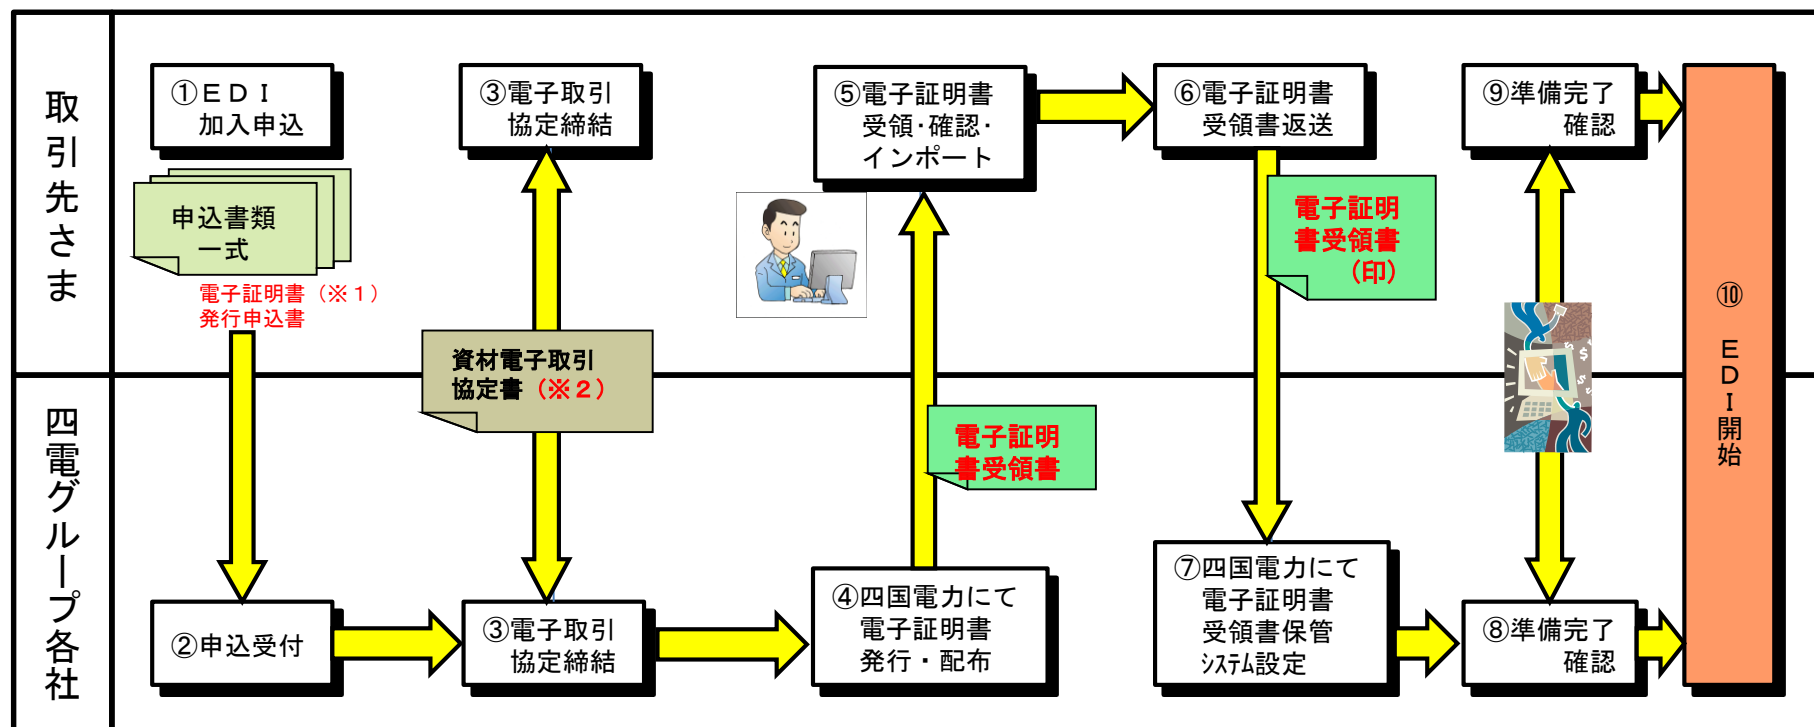 取引先さま
①ＥＤＩ
加入申込
申込書類
一式
電子証明書（※１）
発行申込書
③電子取引
協定締結
資材電子取引
協定書（※２）
⑤電子証明書
受領・確認・
インポート
⑥電子証明書
受領書返送
電子証明
書受領書
（印）
⑨準備完了
確認
⑩　ＥＤＩ開始
四電グループ各社
②申込受付
③電子取引
協定締結
④四国電力にて
電子証明書
発行・配布
電子証明
書受領書
⑦四国電力にて
電子証明書
受領書保管
ｼｽﾃﾑ設定
⑧準備完了
確認